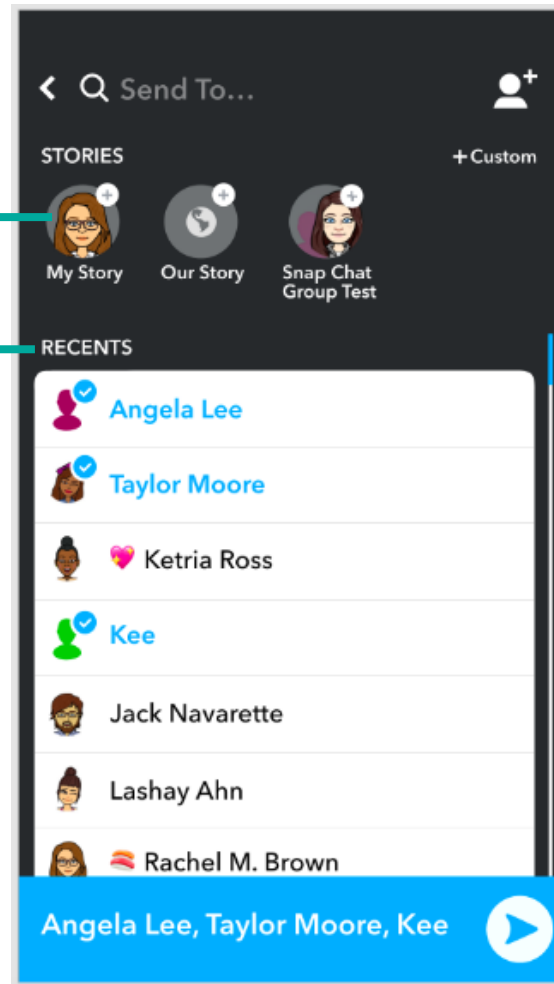 Send To...
STORIES
+Custom
My Story
Our Story
Snap Chat
Group Test
RECENTS
Angela Lee
Taylor Moore
💖 Ketria Ross
Kee
Jack Navarette
Lashay Ahn
🍣 Rachel M. Brown
Angela Lee, Taylor Moore, Kee